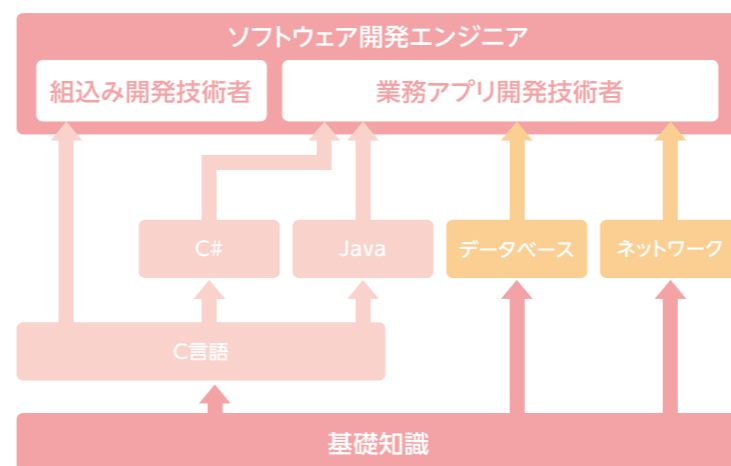 ソフトウェア開発エンジニア
組込み開発技術者
業務アプリ開発技術者
C#
Java
データベース
ネットワーク
C言語
基礎知識